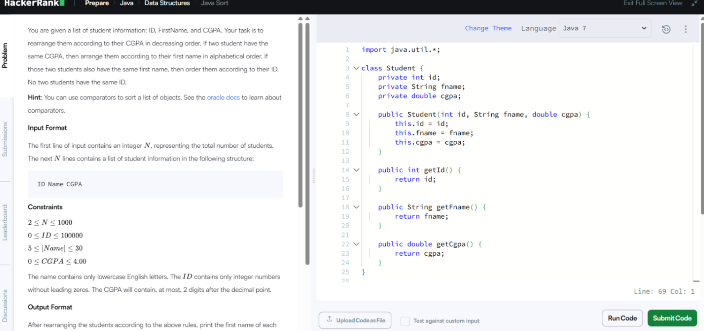 HackerRank
Prepare
Java
Data Structures
Java Sort
Exit Full Screen View
Problem
Submissions
Leaderboard
Discussions
You are given a list of student information: ID, FirstName, and CGPA. Your task is to
rearrange them according to their CGPA in decreasing order. If two student have the
same CGPA, then arrange them according to their first name in alphabetical order. If
those two students also have the same first name, then order them according to their ID.
No two students have the same ID.
Hint: You can use comparators to sort a list of objects. See the oracle docs to learn about
comparators.
Input Format
The first line of input contains an integer N, representing the total number of students.
The next N lines contains a list of student information in the following structure:
ID Name CGPA
Constraints
2 ≤ N ≤ 1000
0 ≤ ID ≤ 100000
5 ≤ |Name| ≤ 30
0 ≤ CGPA ≤ 4.00
The name contains only lowercase English letters. The ID contains only integer numbers
without leading zeros. The CGPA will contain, at most, 2 digits after the decimal point.
Output Format
After rearranging the students according to the above rules, print the first name of each
Change Theme Language Java 7
1 import java.util.*;
2
3 class Student {
4 private int id;
5 private String fname;
6 private double cgpa;
7
8 public Student(int id, String fname, double cgpa) {
9 this.id = id;
10 this.fname = fname;
11 this.cgpa = cgpa;
12 }
13
14 public int getId() {
15 return id;
16 }
17
18 public String getFname() {
19 return fname;
20 }
21
22 public double getCgpa() {
23 return cgpa;
24 }
25 }
Line: 69 Col: 1
Upload Code as File
Test against custom input
Run Code
Submit Code